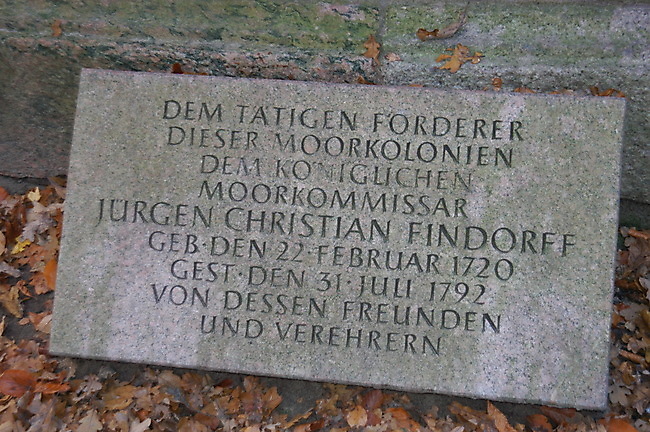 DEM TÄTIGEN FÖRDERER
DIESER MOORKOLONIEN
DEM KÖNIGLICHEN
MOORKOMMISSAR
JÜRGEN CHRISTIAN FINDORFF
GEB·DEN 22·FEBRUAR 1720
GEST·DEN 31·JULI 1792
VON DESSEN FREUNDEN
UND VEREHRERN